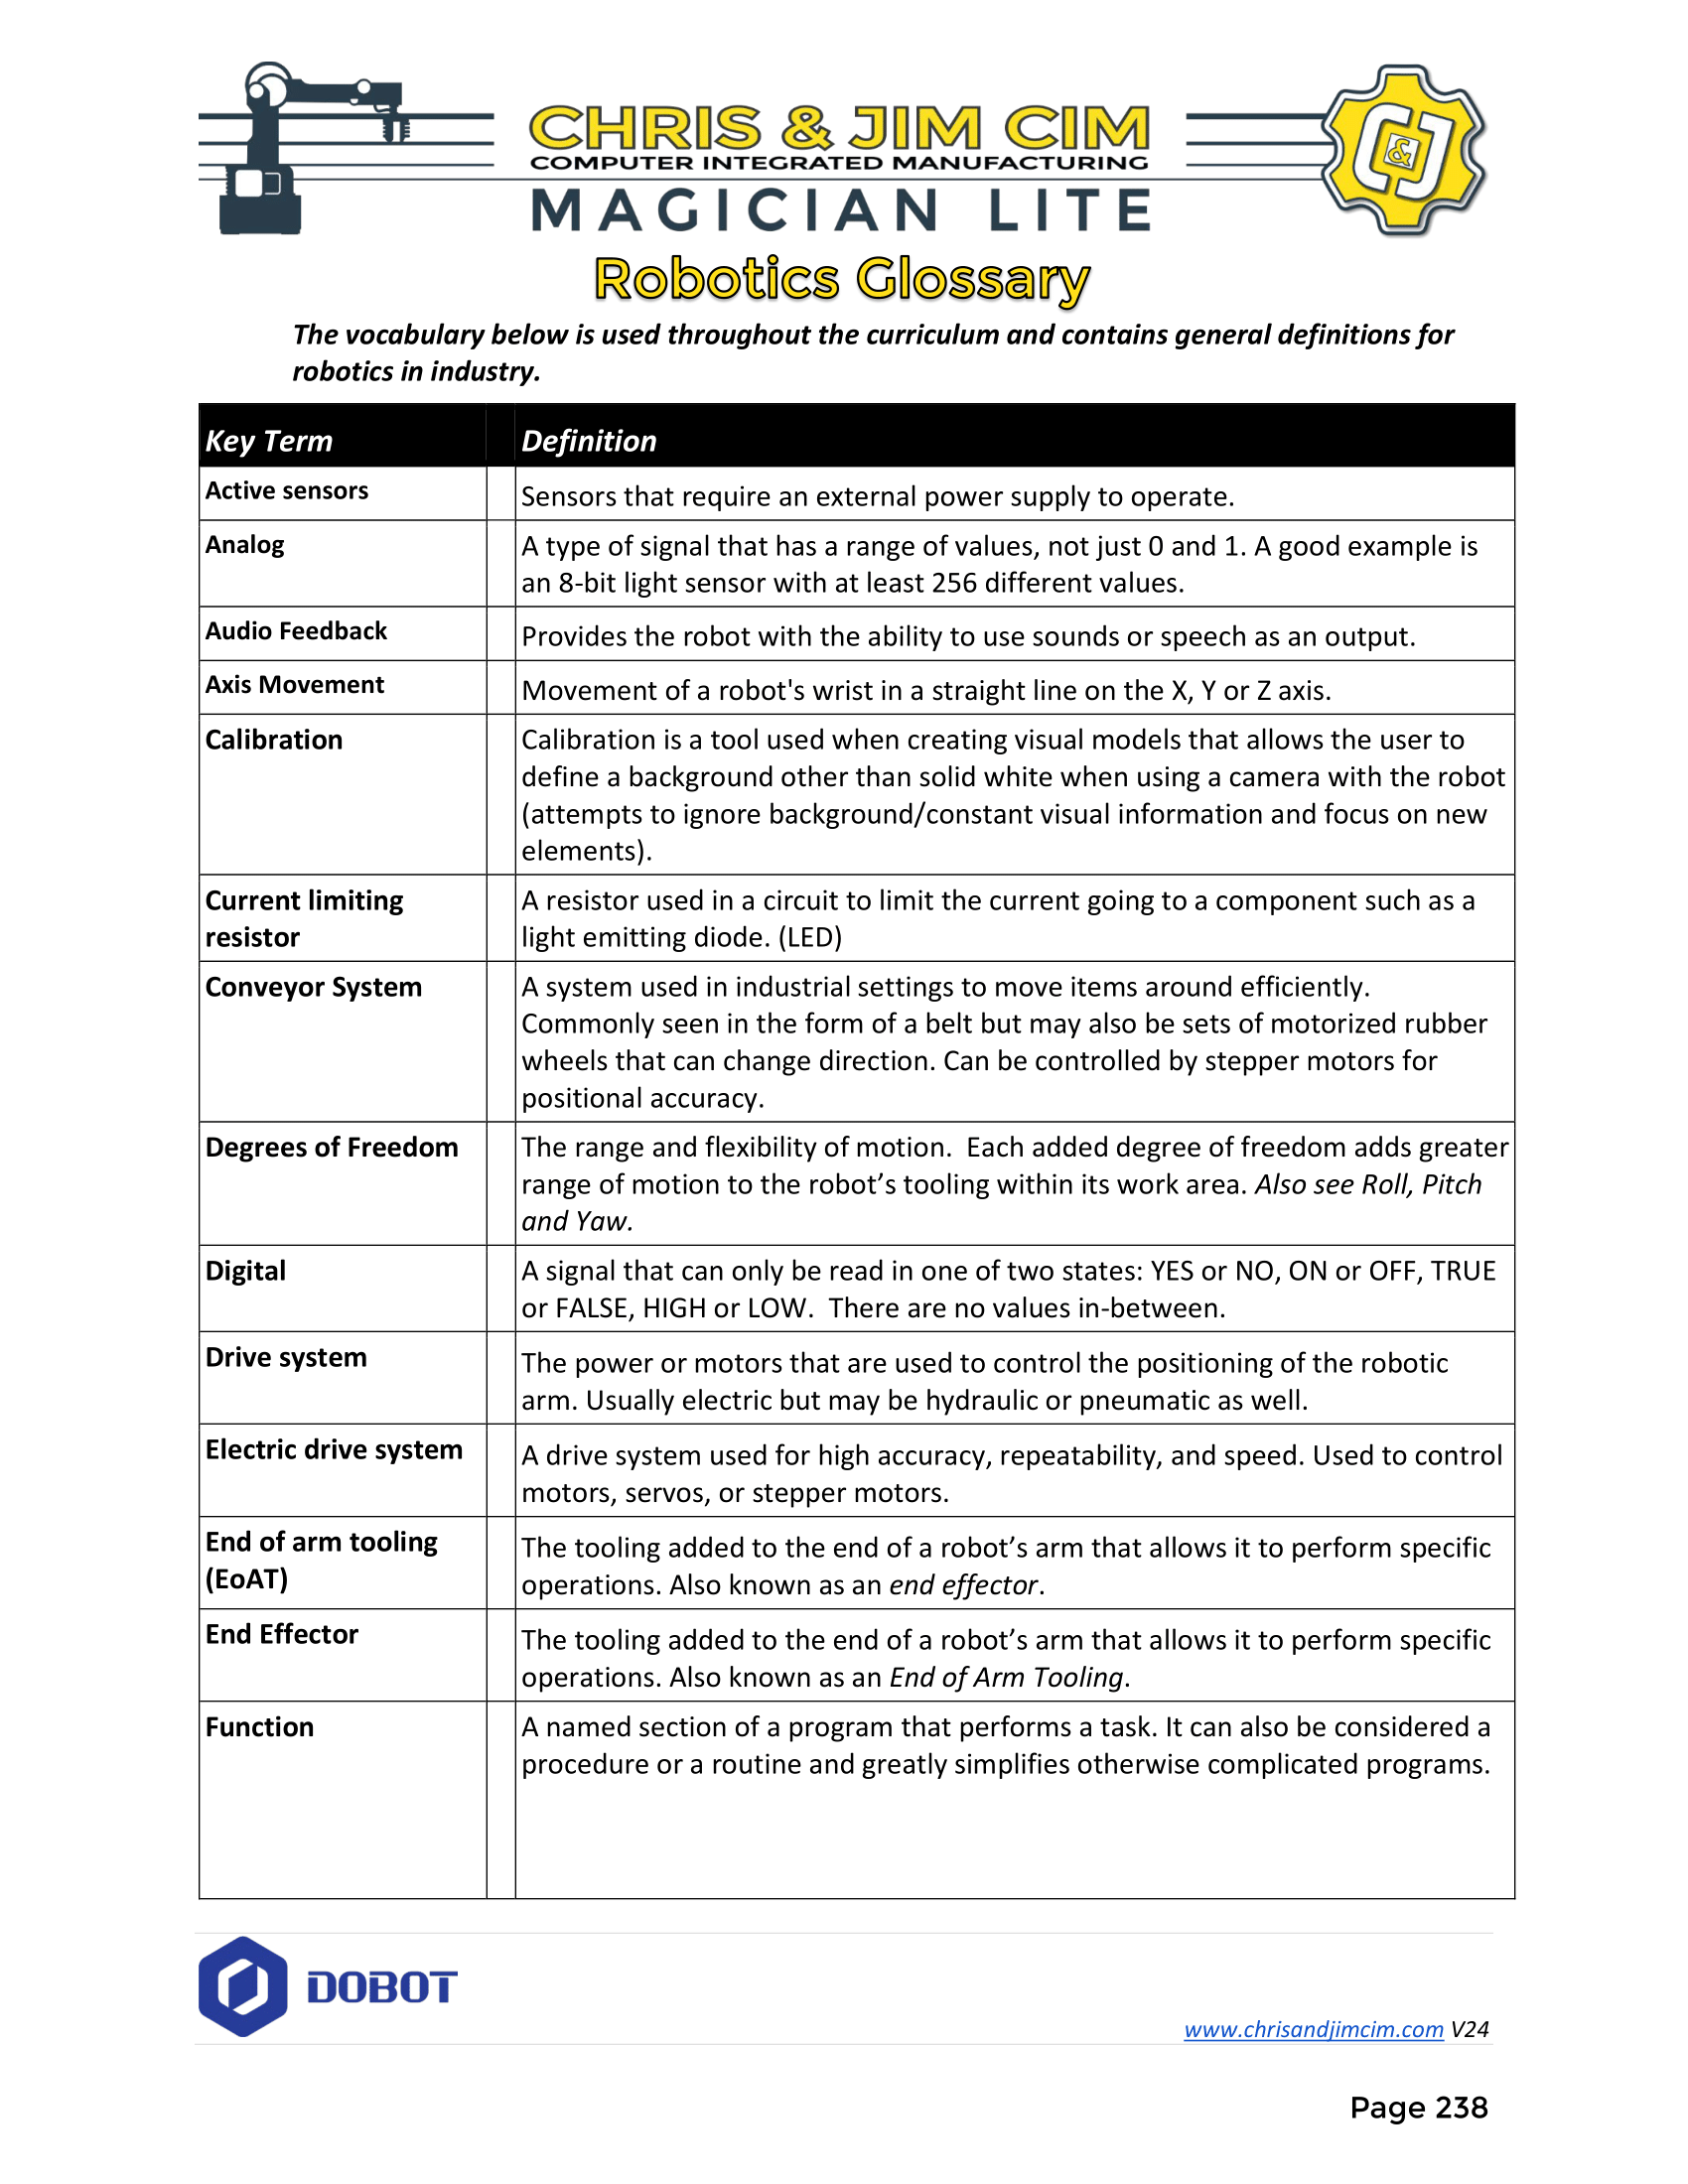 CHRIS & JIM CIM
COMPUTER INTEGRATED MANUFACTURING
MAGICIAN LITE
C&J
Robotics Glossary
The vocabulary below is used throughout the curriculum and contains general definitions for
robotics in industry.
Key Term Definition
Active sensors Sensors that require an external power supply to operate.
Analog A type of signal that has a range of values, not just 0 and 1. A good example is
an 8-bit light sensor with at least 256 different values.
Audio Feedback Provides the robot with the ability to use sounds or speech as an output.
Axis Movement Movement of a robot's wrist in a straight line on the X, Y or Z axis.
Calibration Calibration is a tool used when creating visual models that allows the user to
define a background other than solid white when using a camera with the robot
(attempts to ignore background/constant visual information and focus on new
elements).
Current limiting A resistor used in a circuit to limit the current going to a component such as a
resistor light emitting diode. (LED)
Conveyor System A system used in industrial settings to move items around efficiently.
Commonly seen in the form of a belt but may also be sets of motorized rubber
wheels that can change direction. Can be controlled by stepper motors for
positional accuracy.
Degrees of Freedom The range and flexibility of motion.  Each added degree of freedom adds greater
range of motion to the robot’s tooling within its work area. Also see Roll, Pitch
and Yaw.
Digital A signal that can only be read in one of two states: YES or NO, ON or OFF, TRUE
or FALSE, HIGH or LOW.  There are no values in-between.
Drive system The power or motors that are used to control the positioning of the robotic
arm. Usually electric but may be hydraulic or pneumatic as well.
Electric drive system A drive system used for high accuracy, repeatability, and speed. Used to control
motors, servos, or stepper motors.
End of arm tooling The tooling added to the end of a robot’s arm that allows it to perform specific
(EoAT) operations. Also known as an end effector.
End Effector The tooling added to the end of a robot’s arm that allows it to perform specific
operations. Also known as an End of Arm Tooling.
Function A named section of a program that performs a task. It can also be considered a
procedure or a routine and greatly simplifies otherwise complicated programs.
DOBOT
www.chrisandjimcim.com V24
Page 238